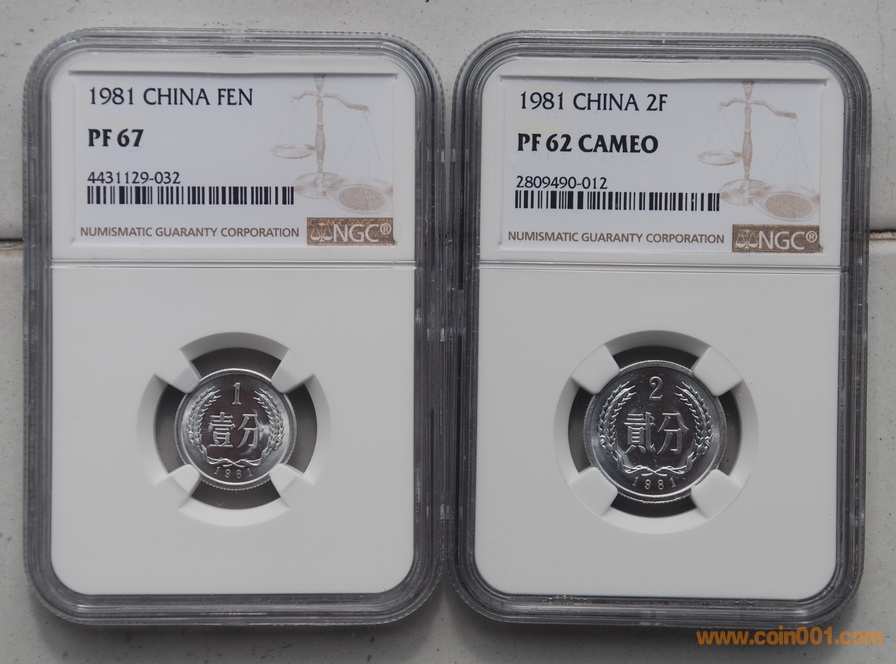 1981 CHINA FEN
PF 67
4431129-032
NUMISMATIC GUARANTY CORPORATION
NGC®
1
壹分
1981
1981 CHINA 2F
PF 62 CAMEO
2809490-012
NUMISMATIC GUARANTY CORPORATION
NGC®
2
貳分
1981
www.coin001.com